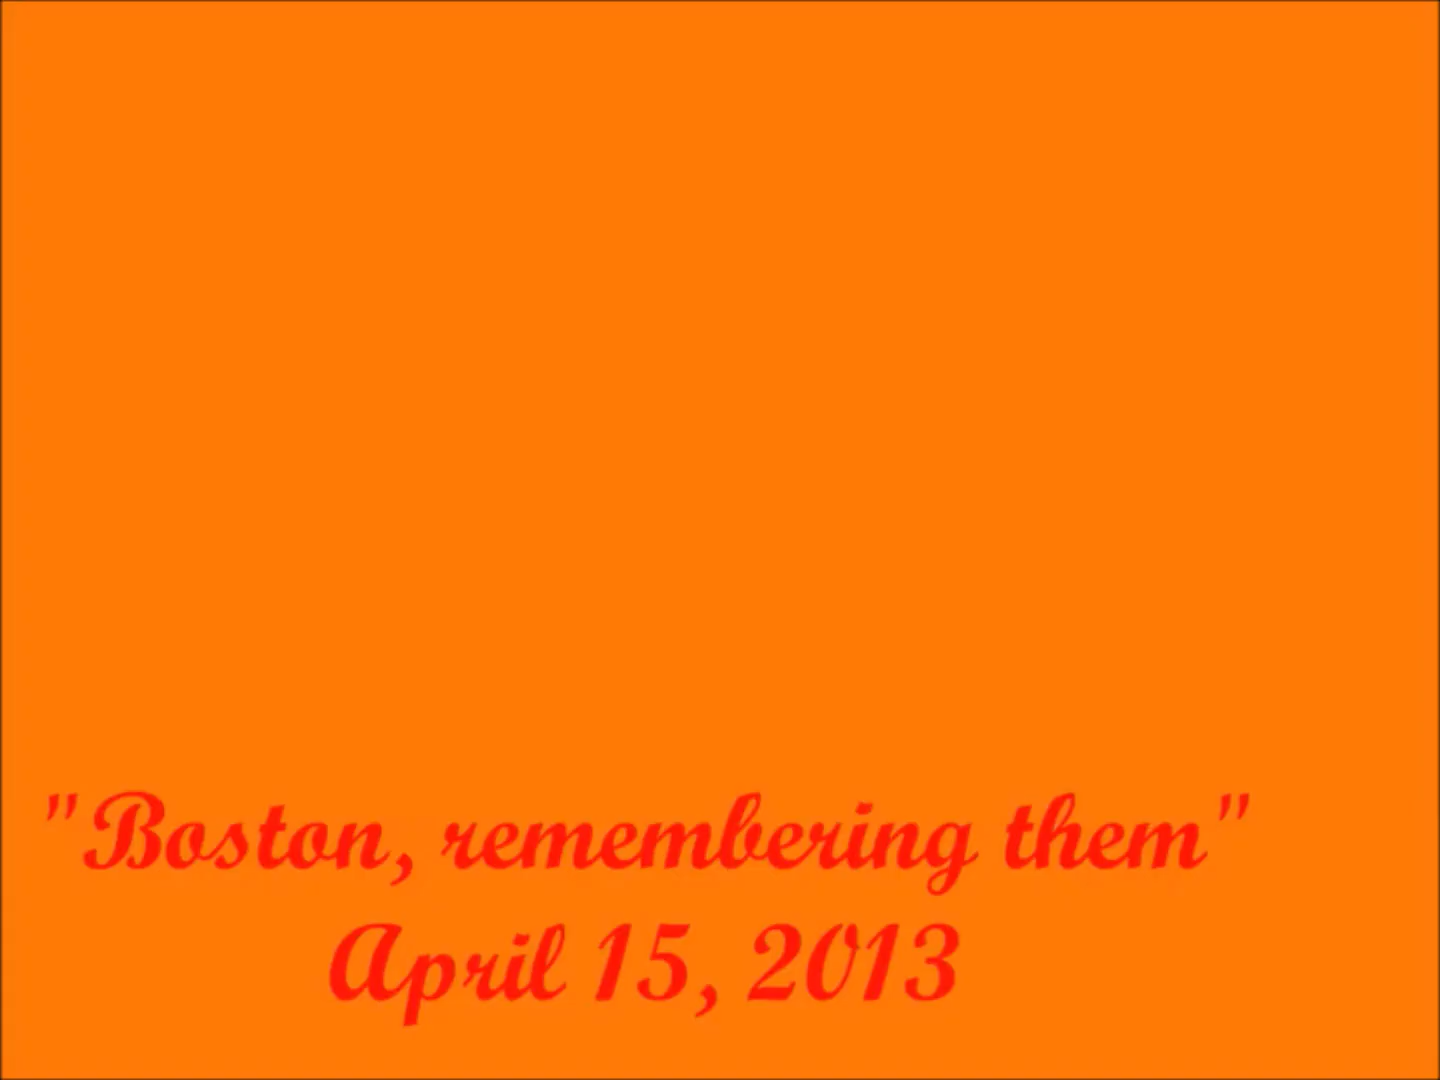 "Boston, remembering them"
April 15, 2013